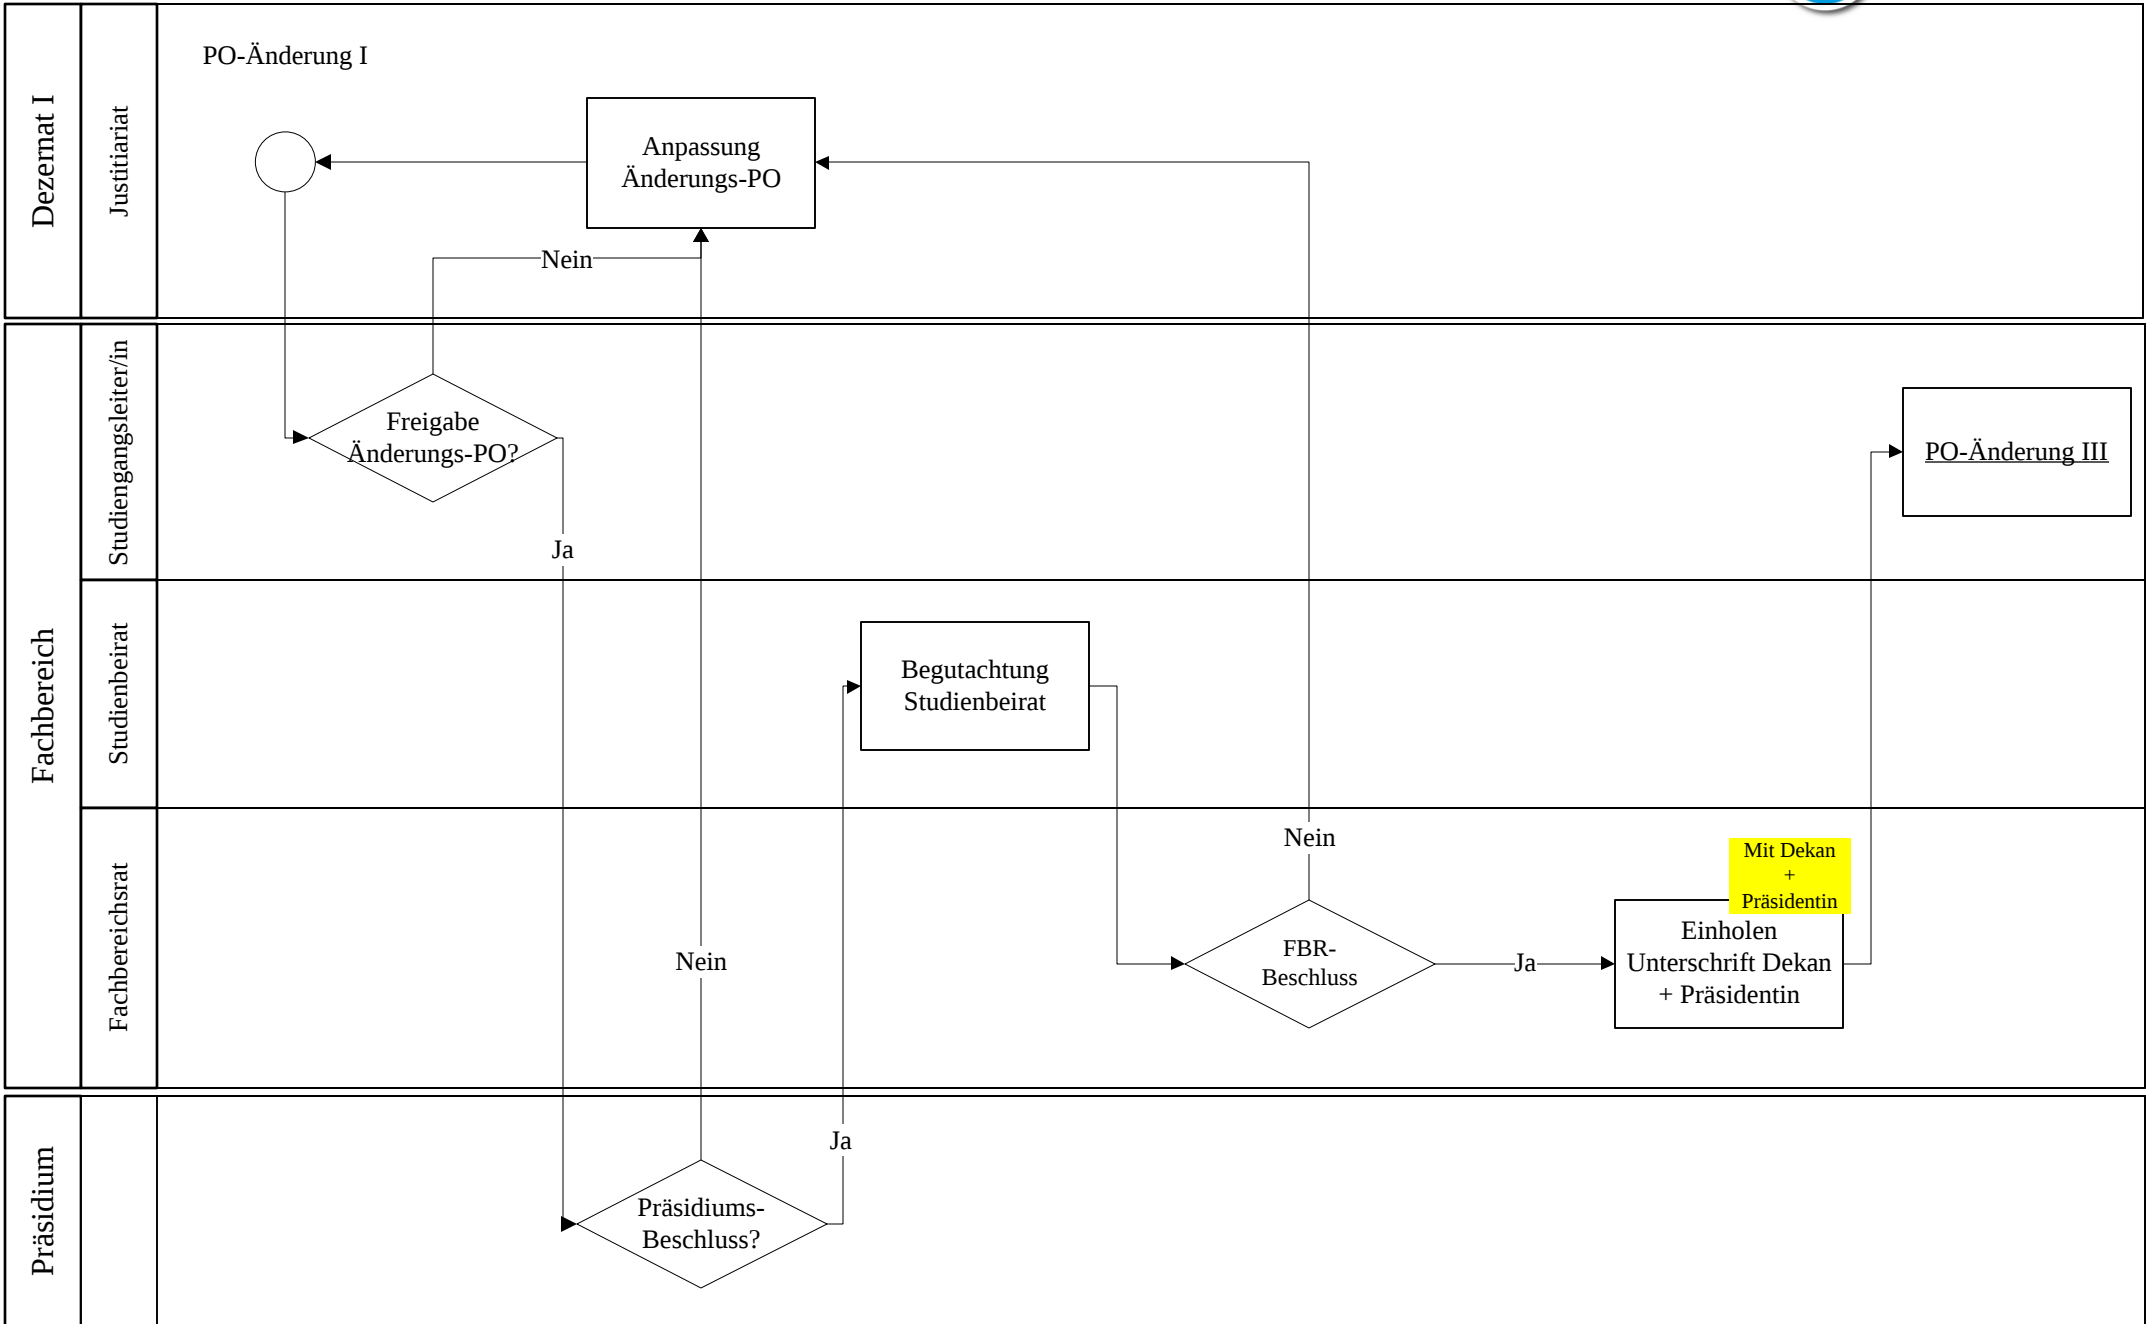 Dezernat I
Justitiariat
PO-Änderung I
Anpassung
Änderungs-PO
Nein
Fachbereich
Studiengangsleiter/in
Freigabe
Änderungs-PO?
Ja
PO-Änderung III
Studienbeirat
Begutachtung
Studienbeirat
Fachbereichsrat
Nein
Nein
FBR-
Beschluss
Ja
Mit Dekan
+
Präsidentin
Einholen
Unterschrift Dekan
+ Präsidentin
Präsidium
Ja
Präsidiums-
Beschluss?